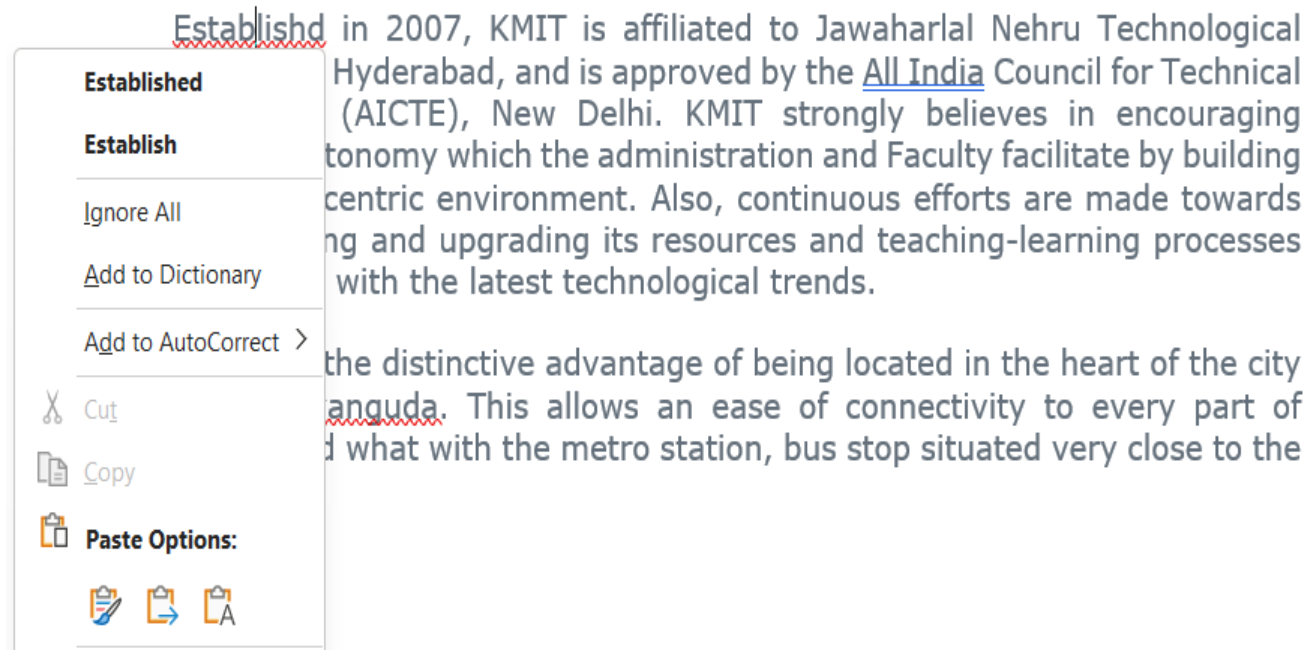 Establishd in 2007, KMIT is affiliated to Jawaharlal Nehru Technological
Hyderabad, and is approved by the All India Council for Technical
(AICTE), New Delhi. KMIT strongly believes in encouraging
tonomy which the administration and Faculty facilitate by building
centric environment. Also, continuous efforts are made towards
ng and upgrading its resources and teaching-learning processes
with the latest technological trends.
the distinctive advantage of being located in the heart of the city
anguda. This allows an ease of connectivity to every part of
d what with the metro station, bus stop situated very close to the
Established
Establish
Ignore All
Add to Dictionary
Add to AutoCorrect
Cut
Copy
Paste Options: